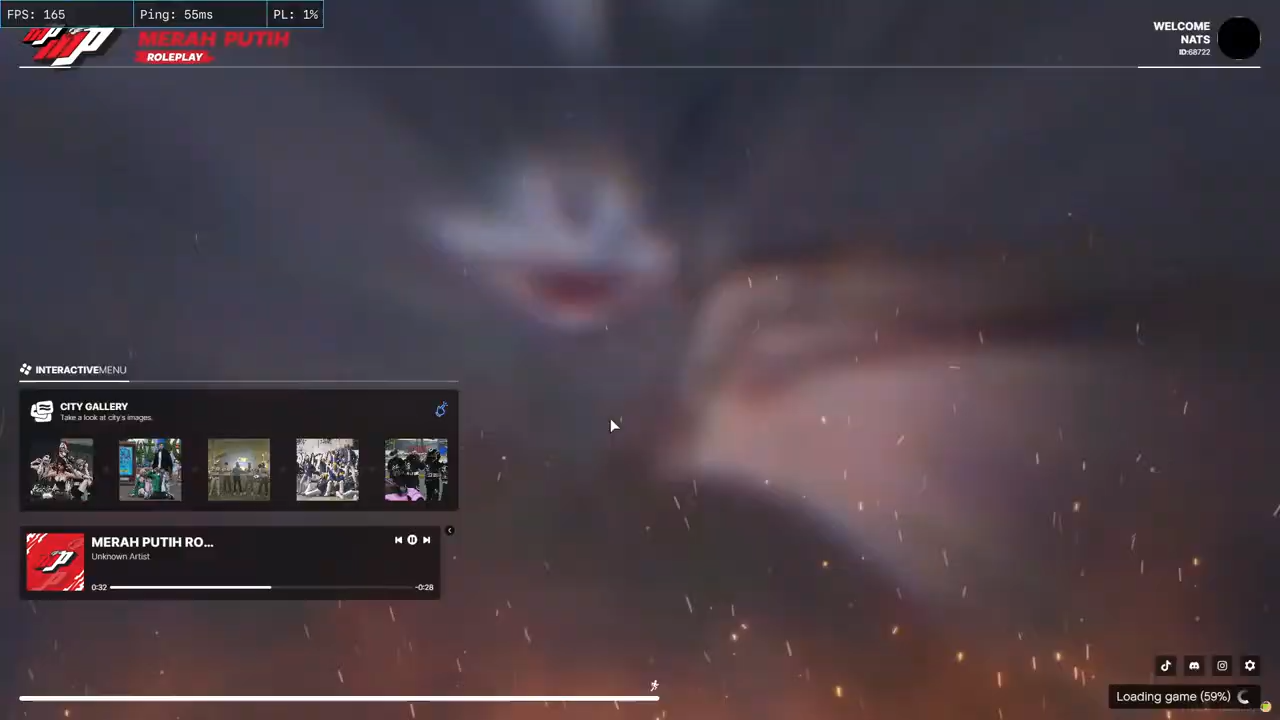 FPS: 165
Ping: 55ms
PL: 1%
MERAH PUTIH
ROLEPLAY
WELCOME
NATS
ID:68722
INTERACTIVEMENU
CITY GALLERY
Take a look at city's images.
MERAH PUTIH RO...
Unknown Artist
0:32
-0:28
Loading game (59%)